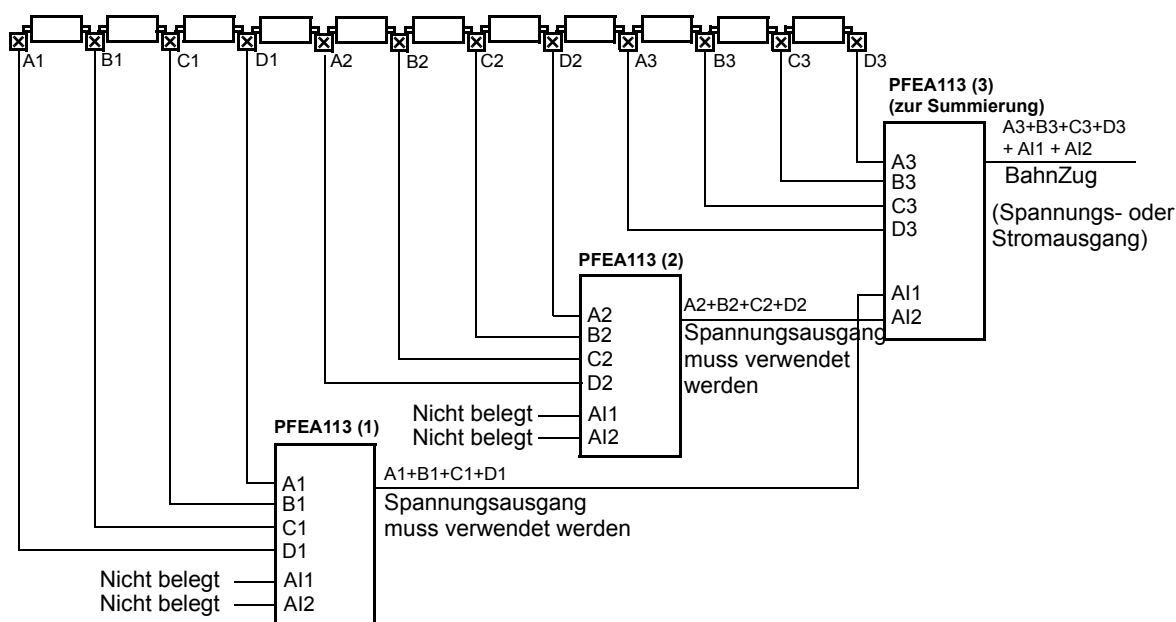 A1 B1 C1 D1 A2 B2 C2 D2 A3 B3 C3 D3
PFEA113 (3)
(zur Summierung)
A3+B3+C3+D3
+ AI1 + AI2
BahnZug
(Spannungs- oder
Stromausgang)
A3
B3
C3
D3
AI1
AI2
PFEA113 (2)
A2+B2+C2+D2
Spannungsausgang
muss verwendet
werden
A2
B2
C2
D2
Nicht belegt
AI1
Nicht belegt
AI2
PFEA113 (1)
A1+B1+C1+D1
Spannungsausgang
muss verwendet werden
A1
B1
C1
D1
Nicht belegt
AI1
Nicht belegt
AI2